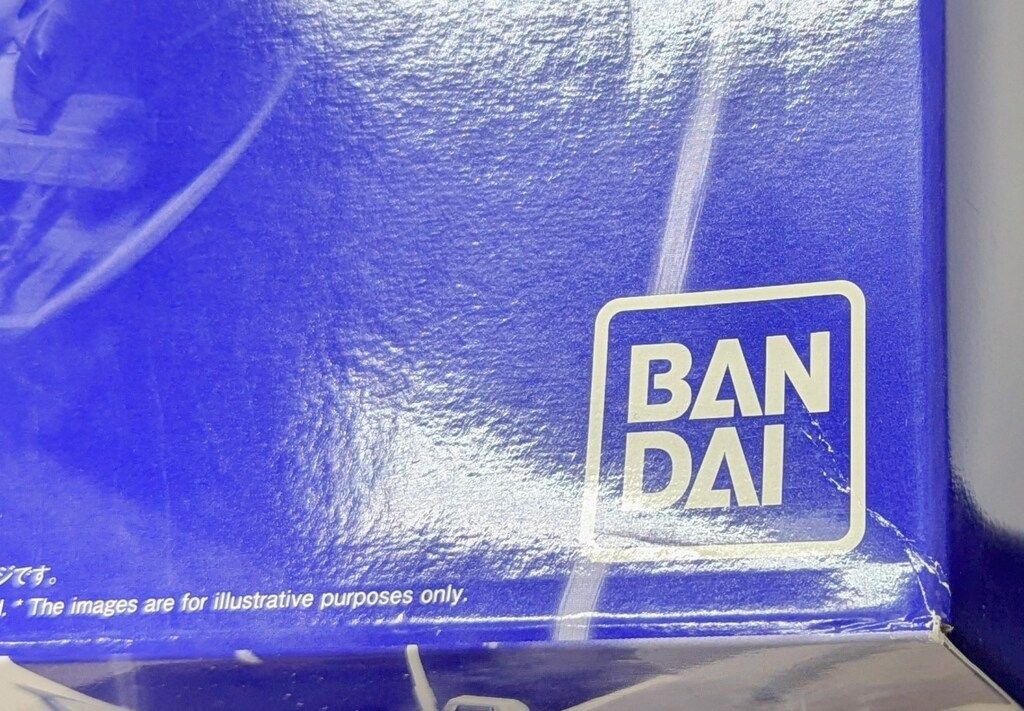 BAN
DAI
ジです。
. * The images are for illustrative purposes only.